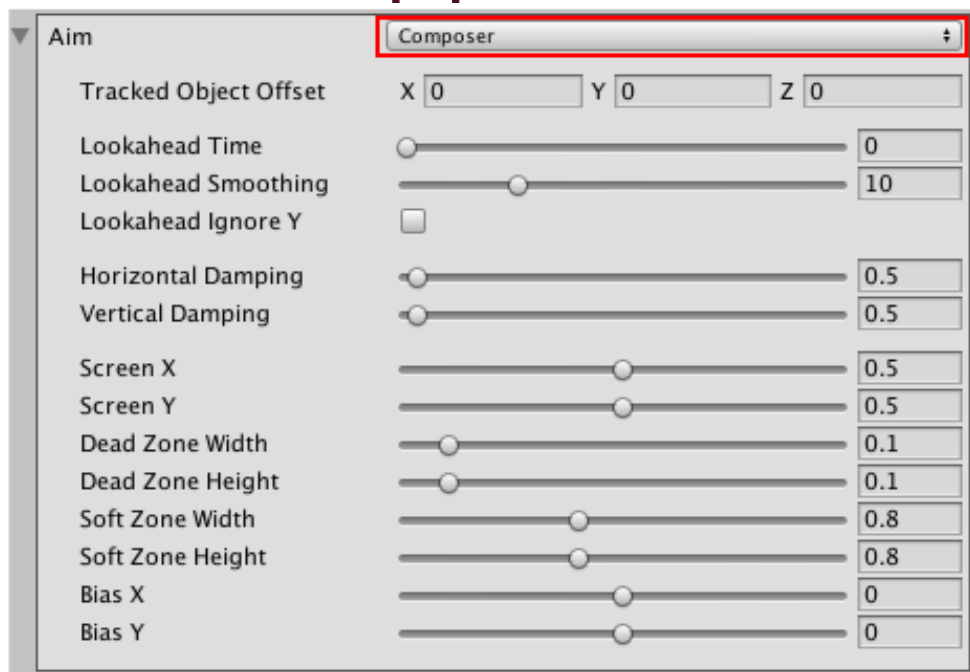 Aim Composer
Tracked Object Offset X 0 Y 0 Z 0
Lookahead Time 0
Lookahead Smoothing 10
Lookahead Ignore Y
Horizontal Damping 0.5
Vertical Damping 0.5
Screen X 0.5
Screen Y 0.5
Dead Zone Width 0.1
Dead Zone Height 0.1
Soft Zone Width 0.8
Soft Zone Height 0.8
Bias X 0
Bias Y 0